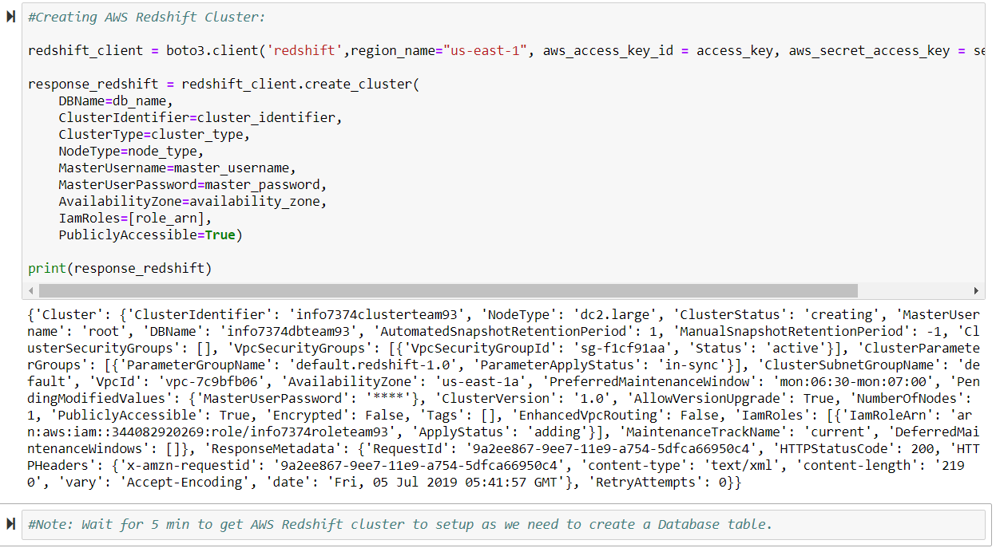 #Creating AWS Redshift Cluster:
redshift_client = boto3.client('redshift',region_name="us-east-1", aws_access_key_id = access_key, aws_secret_access_key = se
response_redshift = redshift_client.create_cluster(
    DBName=db_name,
    ClusterIdentifier=cluster_identifier,
    ClusterType=cluster_type,
    NodeType=node_type,
    MasterUsername=master_username,
    MasterUserPassword=master_password,
    AvailabilityZone=availability_zone,
    IamRoles=[role_arn],
    PubliclyAccessible=True)
print(response_redshift)
{'Cluster': {'ClusterIdentifier': 'info7374clusterteam93', 'NodeType': 'dc2.large', 'ClusterStatus': 'creating', 'MasterUser
name': 'root', 'DBName': 'info7374dbteam93', 'AutomatedSnapshotRetentionPeriod': 1, 'ManualSnapshotRetentionPeriod': -1, 'Cl
usterSecurityGroups': [], 'VpcSecurityGroups': [{'VpcSecurityGroupId': 'sg-f1cf91aa', 'Status': 'active'}], 'ClusterParamete
rGroups': [{'ParameterGroupName': 'default.redshift-1.0', 'ParameterApplyStatus': 'in-sync'}], 'ClusterSubnetGroupName': 'de
fault', 'VpcId': 'vpc-7c9bfb06', 'AvailabilityZone': 'us-east-1a', 'PreferredMaintenanceWindow': 'mon:06:30-mon:07:00', 'Pen
dingModifiedValues': {'MasterUserPassword': '****'}, 'ClusterVersion': '1.0', 'AllowVersionUpgrade': True, 'NumberOfNodes':
1, 'PubliclyAccessible': True, 'Encrypted': False, 'Tags': [], 'EnhancedVpcRouting': False, 'IamRoles': [{'IamRoleArn': 'ar
n:aws:iam::344082920269:role/info7374roleteam93', 'ApplyStatus': 'adding'}], 'MaintenanceTrackName': 'current', 'DeferredMai
ntenanceWindows': []}, 'ResponseMetadata': {'RequestId': '9a2ee867-9ee7-11e9-a754-5dfca66950c4', 'HTTPStatusCode': 200, 'HTT
PHeaders': {'x-amzn-requestid': '9a2ee867-9ee7-11e9-a754-5dfca66950c4', 'content-type': 'text/xml', 'content-length': '219
0', 'vary': 'Accept-Encoding', 'date': 'Fri, 05 Jul 2019 05:41:57 GMT'}, 'RetryAttempts': 0}}
#Note: Wait for 5 min to get AWS Redshift cluster to setup as we need to create a Database table.